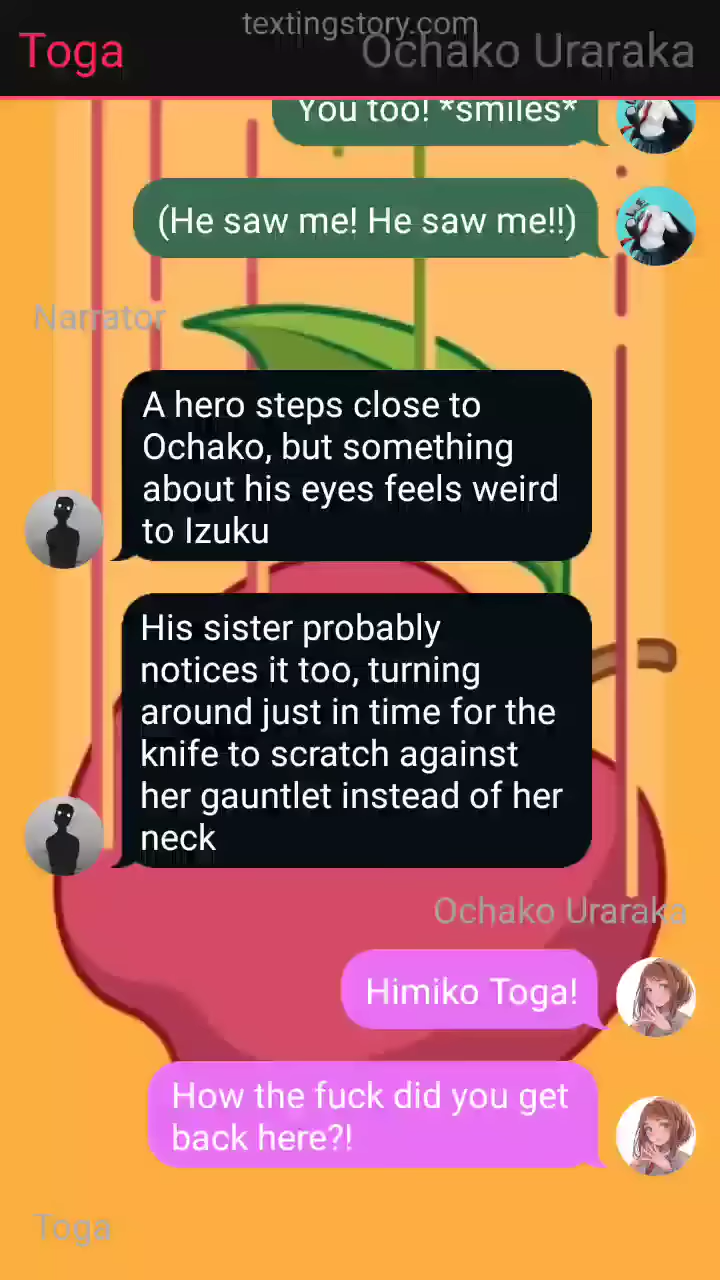 textingstory.com
Toga
Ochako Uraraka
You too! *smiles*
(He saw me! He saw me!!)
Narrator
A hero steps close to
Ochako, but something
about his eyes feels weird
to Izuku
His sister probably
notices it too, turning
around just in time for the
knife to scratch against
her gauntlet instead of her
neck
Ochako Uraraka
Himiko Toga!
How the fuck did you get
back here?!
Toga